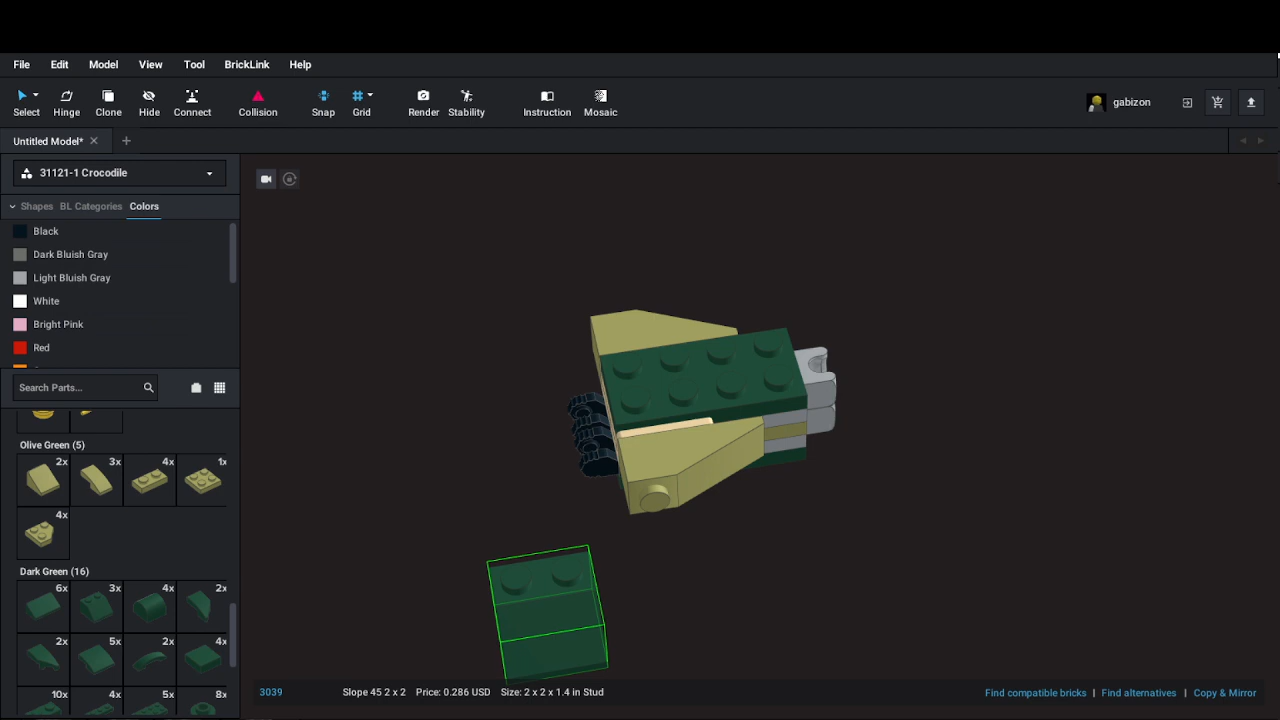 File Edit Model View Tool BrickLink Help
Select Hinge Clone Hide Connect Collision Snap Grid Render Stability Instruction Mosaic gabizon
Untitled Model*
31121-1 Crocodile
Shapes BL Categories Colors
Black
Dark Bluish Gray
Light Bluish Gray
White
Bright Pink
Red
Search Parts...
Olive Green (5)
2x 3x 4x 1x
4x
Dark Green (16)
6x 3x 4x 2x
2x 5x 2x 4x
10x 4x 5x 8x
3039 Slope 45 2 x 2 Price: 0.286 USD Size: 2 x 2 x 1.4 in Stud Find compatible bricks | Find alternatives | Copy & Mirror